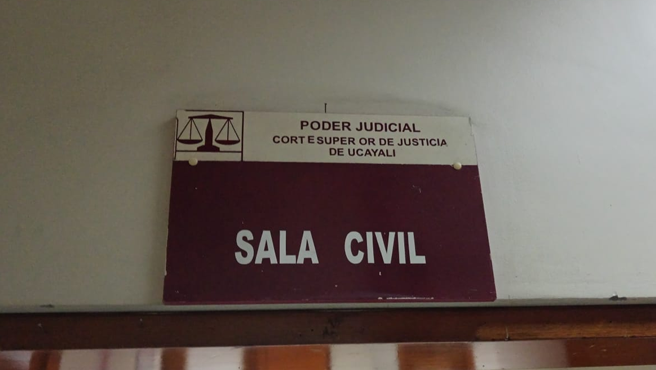 PODER JUDICIAL
CORTE SUPER OR DE JUSTICIA
DE UCAYALI
SALA CIVIL